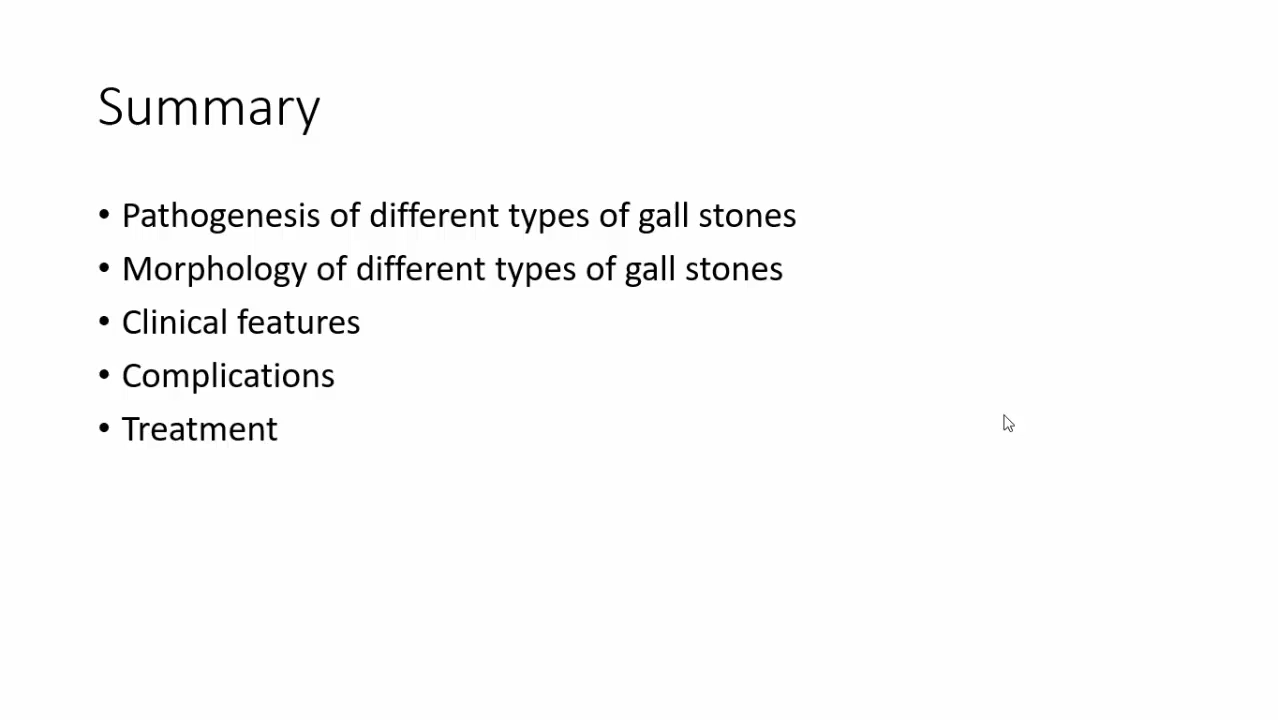 Summary
• Pathogenesis of different types of gall stones
• Morphology of different types of gall stones
• Clinical features
• Complications
• Treatment